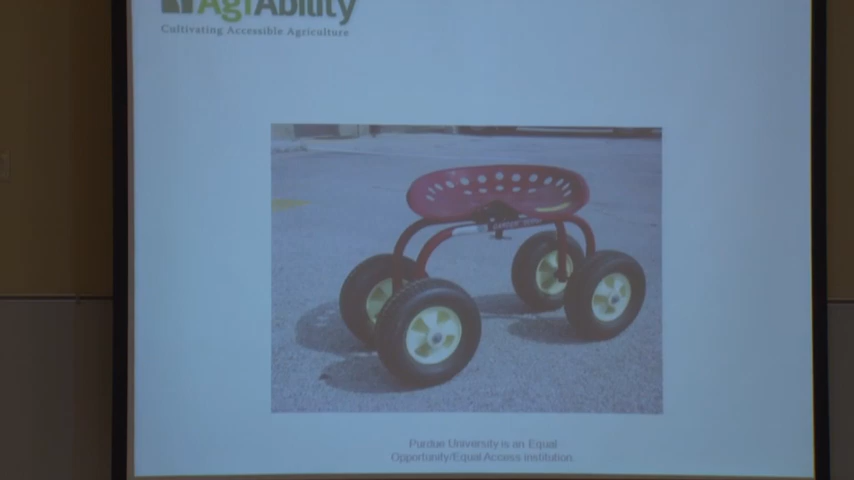 AgrAbility
Cultivating Accessible Agriculture
Purdue University is an Equal
Opportunity/Equal Access institution.